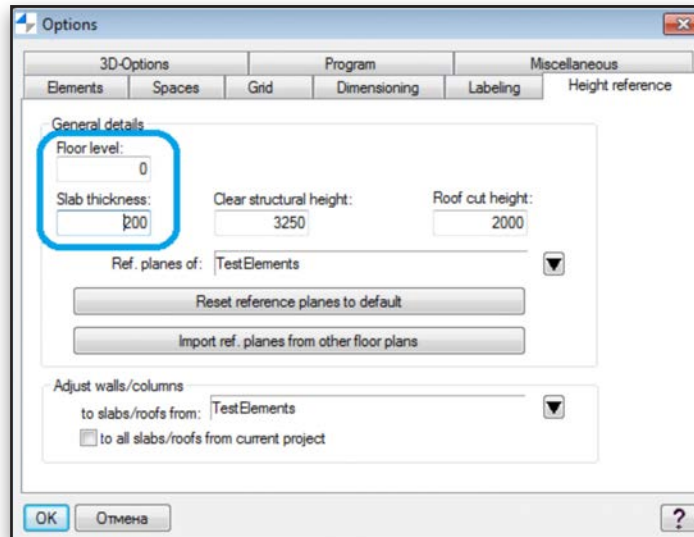 Options
3D-Options Program Miscellaneous
Elements Spaces Grid Dimensioning Labeling Height reference
General details
Floor level:
0
Slab thickness: Clear structural height: Roof cut height:
200 3250 2000
Ref. planes of: TestElements
Reset reference planes to default
Import ref. planes from other floor plans
Adjust walls/columns
to slabs/roofs from: TestElements
to all slabs/roofs from current project
OK Отмена ?